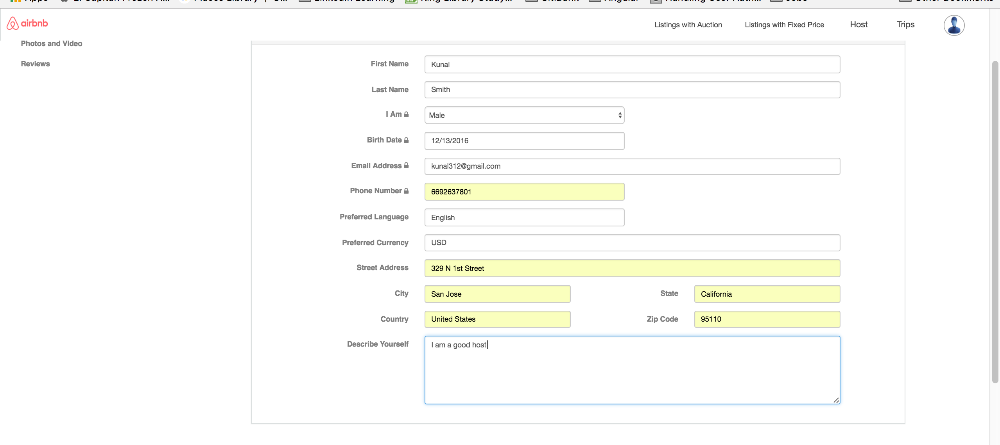 airbnb
Listings with Auction Listings with Fixed Price Host Trips
Photos and Video
Reviews
First Name Kunal
Last Name Smith
I Am Male
Birth Date 12/13/2016
Email Address kunal312@gmail.com
Phone Number 6692637801
Preferred Language English
Preferred Currency USD
Street Address 329 N 1st Street
City San Jose State California
Country United States Zip Code 95110
Describe Yourself I am a good host